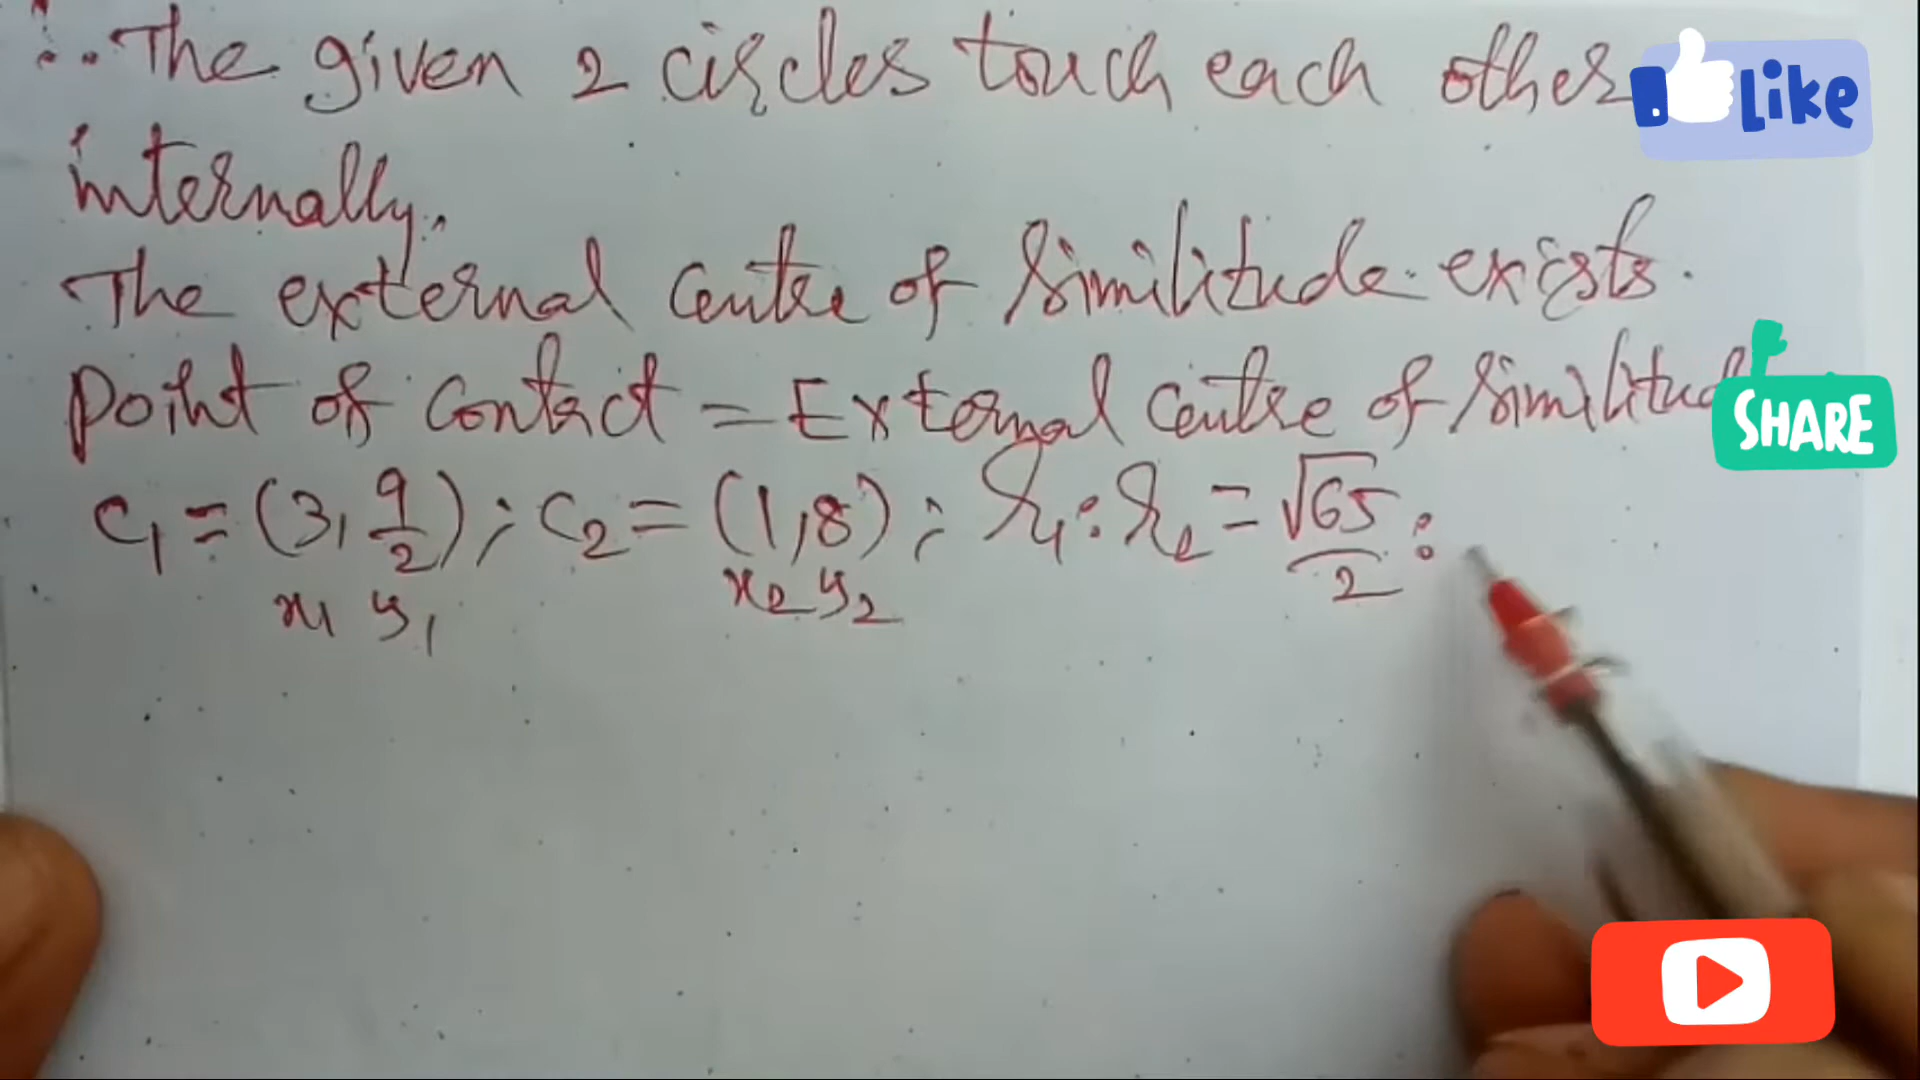 ∴ The given 2 circles touch each other
internally.
The external centre of similitude exists.
Point of contact = External centre of similitud
C₁ = (3, 9/2) ; C₂ = (1, 8) ; r₁ : r₂ = √65/2 :
x₁ y₁ x₂ y₂
Like
SHARE